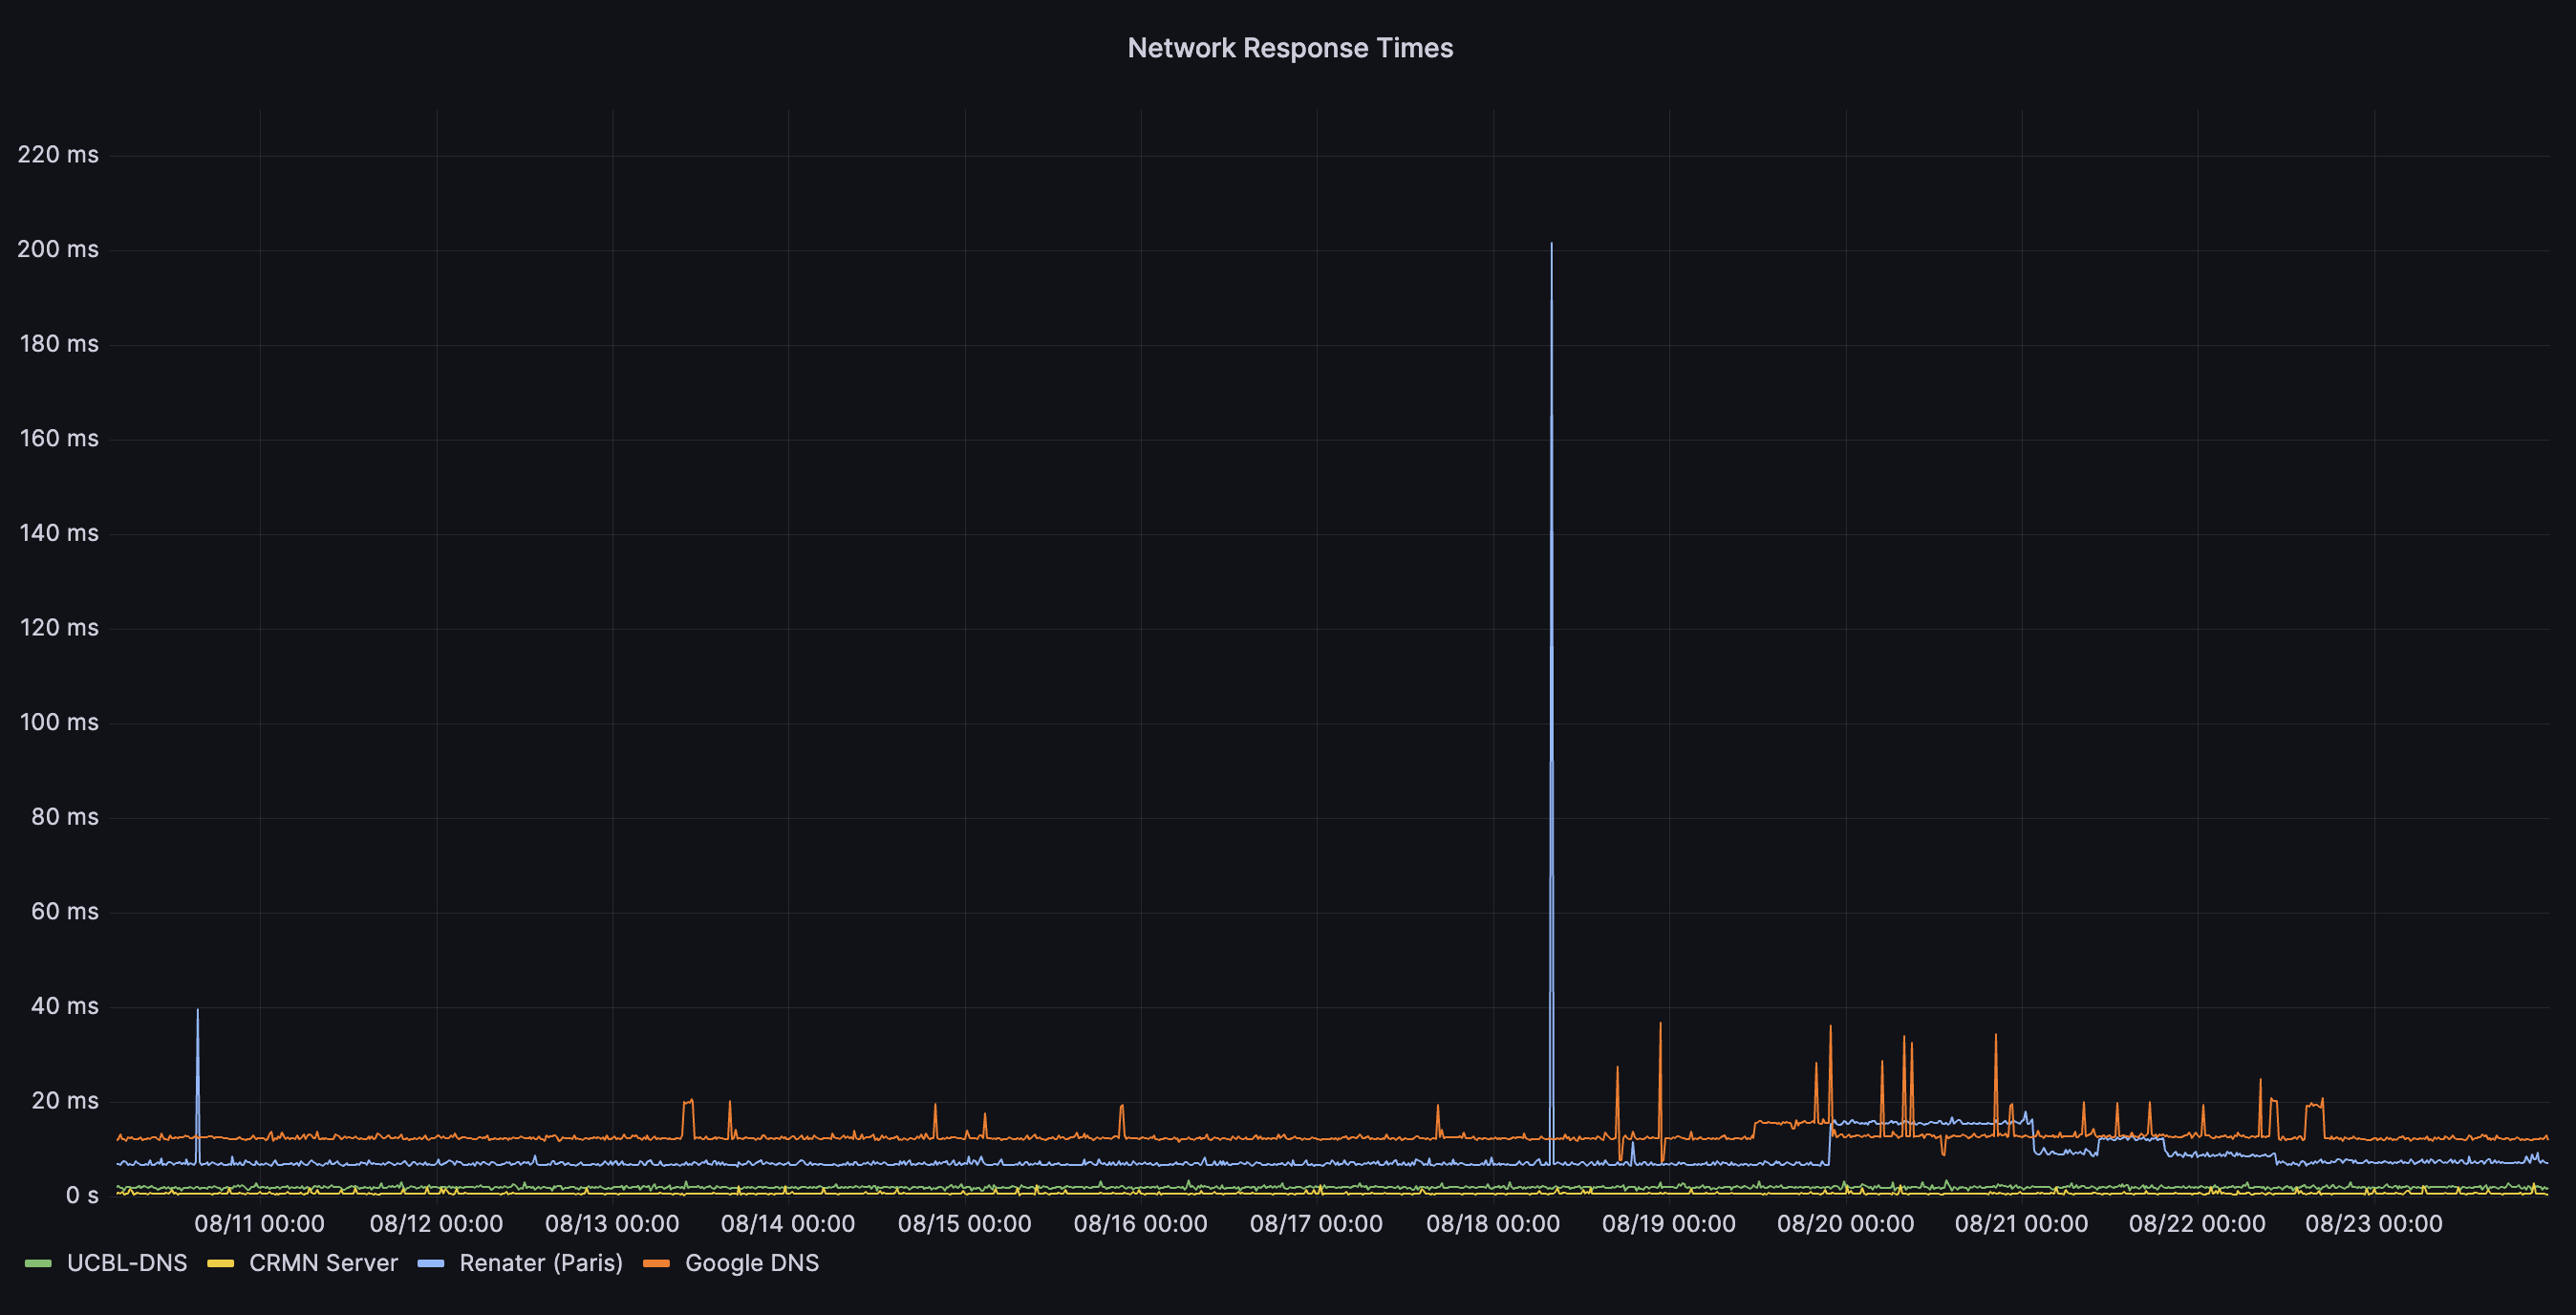 Network Response Times
220 ms
200 ms
180 ms
160 ms
140 ms
120 ms
100 ms
80 ms
60 ms
40 ms
20 ms
0 s
08/11 00:00 08/12 00:00 08/13 00:00 08/14 00:00 08/15 00:00 08/16 00:00 08/17 00:00 08/18 00:00 08/19 00:00 08/20 00:00 08/21 00:00 08/22 00:00 08/23 00:00
UCBL-DNS CRMN Server Renater (Paris) Google DNS